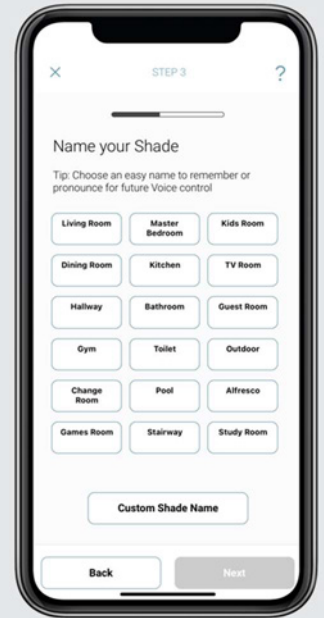 STEP 3
?
Name your Shade
Tip: Choose an easy name to remember or
pronounce for future Voice control
Living Room
Master
Bedroom
Kids Room
Dining Room
Kitchen
TV Room
Hallway
Bathroom
Guest Room
Gym
Toilet
Outdoor
Change
Room
Pool
Alfresco
Games Room
Stairway
Study Room
Custom Shade Name
Back
Next